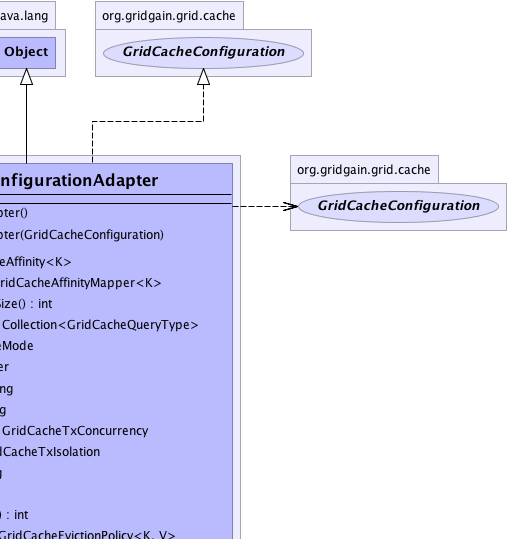 ava.lang
org.gridgain.grid.cache
Object
GridCacheConfiguration
org.gridgain.grid.cache
GridCacheConfiguration
nfigurationAdapter
pter()
pter(GridCacheConfiguration)
eAffinity<K>
GridCacheAffinityMapper<K>
Size() : int
Collection<GridCacheQueryType>
eMode
er
ng
g
GridCacheTxConcurrency
dCacheTxIsolation
g
) : int
GridCacheEvictionPolicy<K, V>